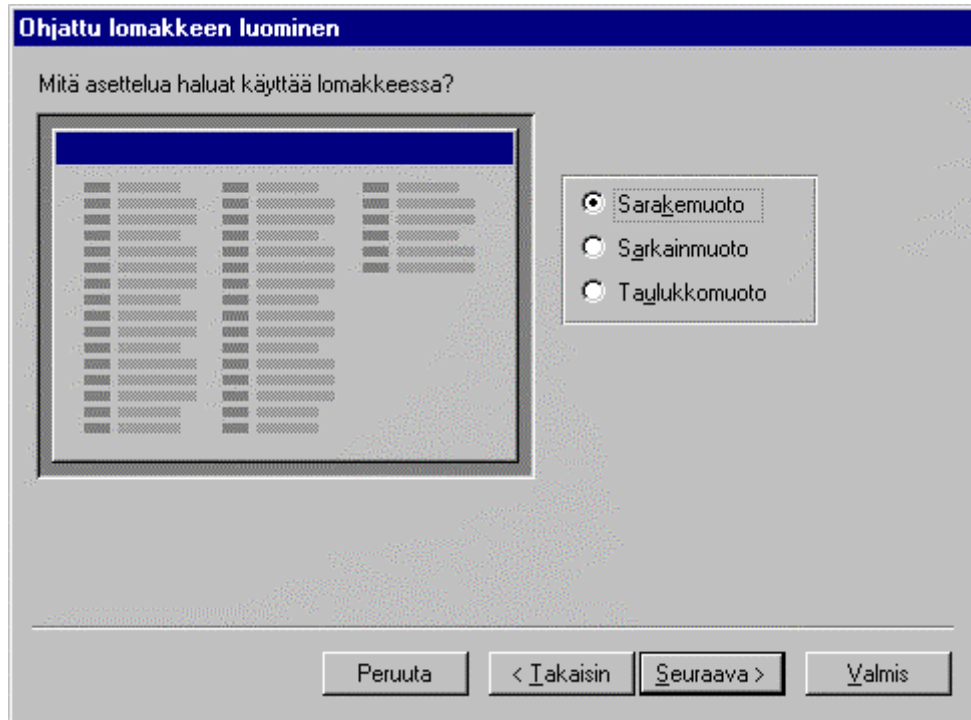 Ohjattu lomakkeen luominen
Mitä asettelua haluat käyttää lomakkeessa?
Sarakemuoto
Sarkainmuoto
Taulukkomuoto
Peruuta
< Takaisin
Seuraava >
Valmis